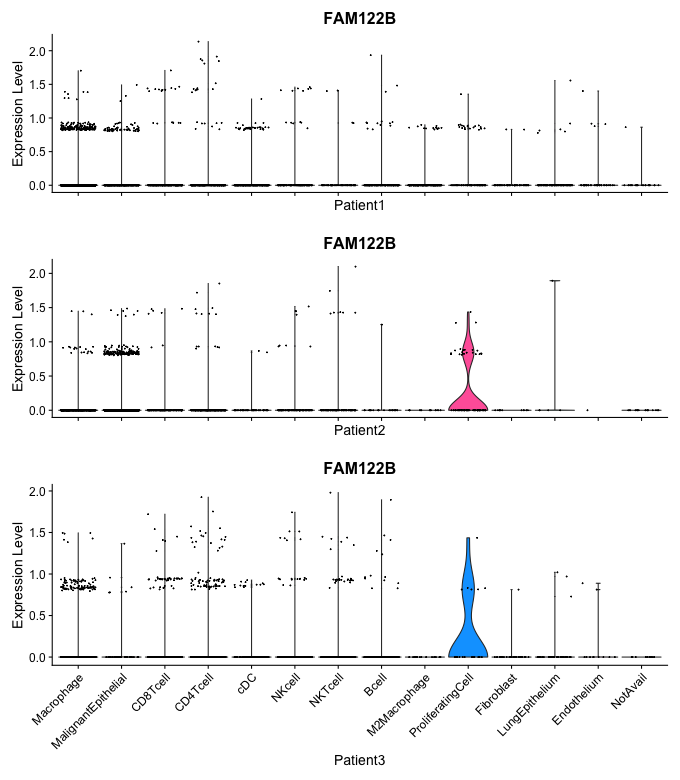 FAM122B
Expression Level
2.0
1.5
1.0
0.5
0.0
Patient1
FAM122B
Expression Level
2.0
1.5
1.0
0.5
0.0
Patient2
FAM122B
Expression Level
2.0
1.5
1.0
0.5
0.0
Macrophage
MalignantEpithelial
CD8Tcell
CD4Tcell
cDC
NKcell
NKTcell
Bcell
M2Macrophage
ProliferatingCell
Fibroblast
LungEpithelium
Endothelium
NotAvail
Patient3